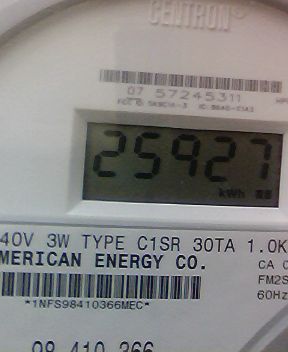 CENTRON®
07 57245311
25927
kWh
40V 3W TYPE C1SR 30TA 1.0K
MERICAN ENERGY CO.
CA 0
FM2S
60Hz
*1NFS98410366MEC*
98 410 366